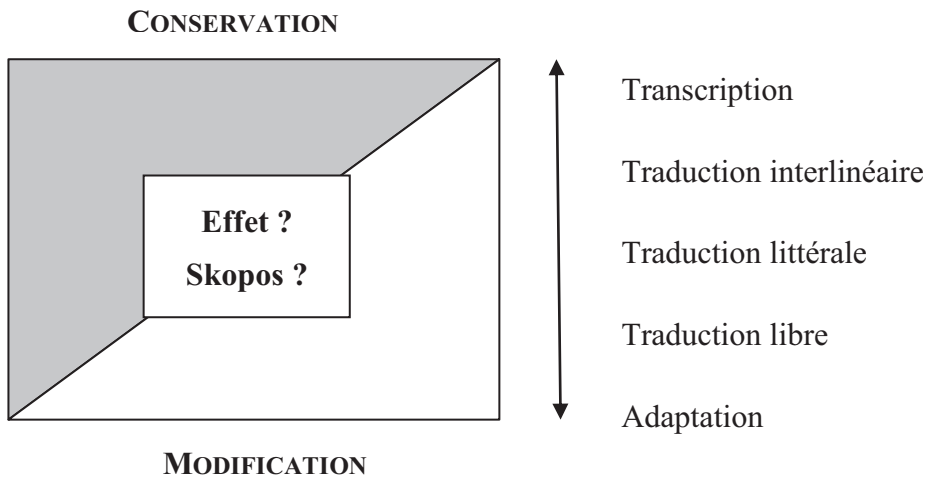 CONSERVATION
Effet ?
Skopos ?
MODIFICATION
Transcription
Traduction interlinéaire
Traduction littérale
Traduction libre
Adaptation